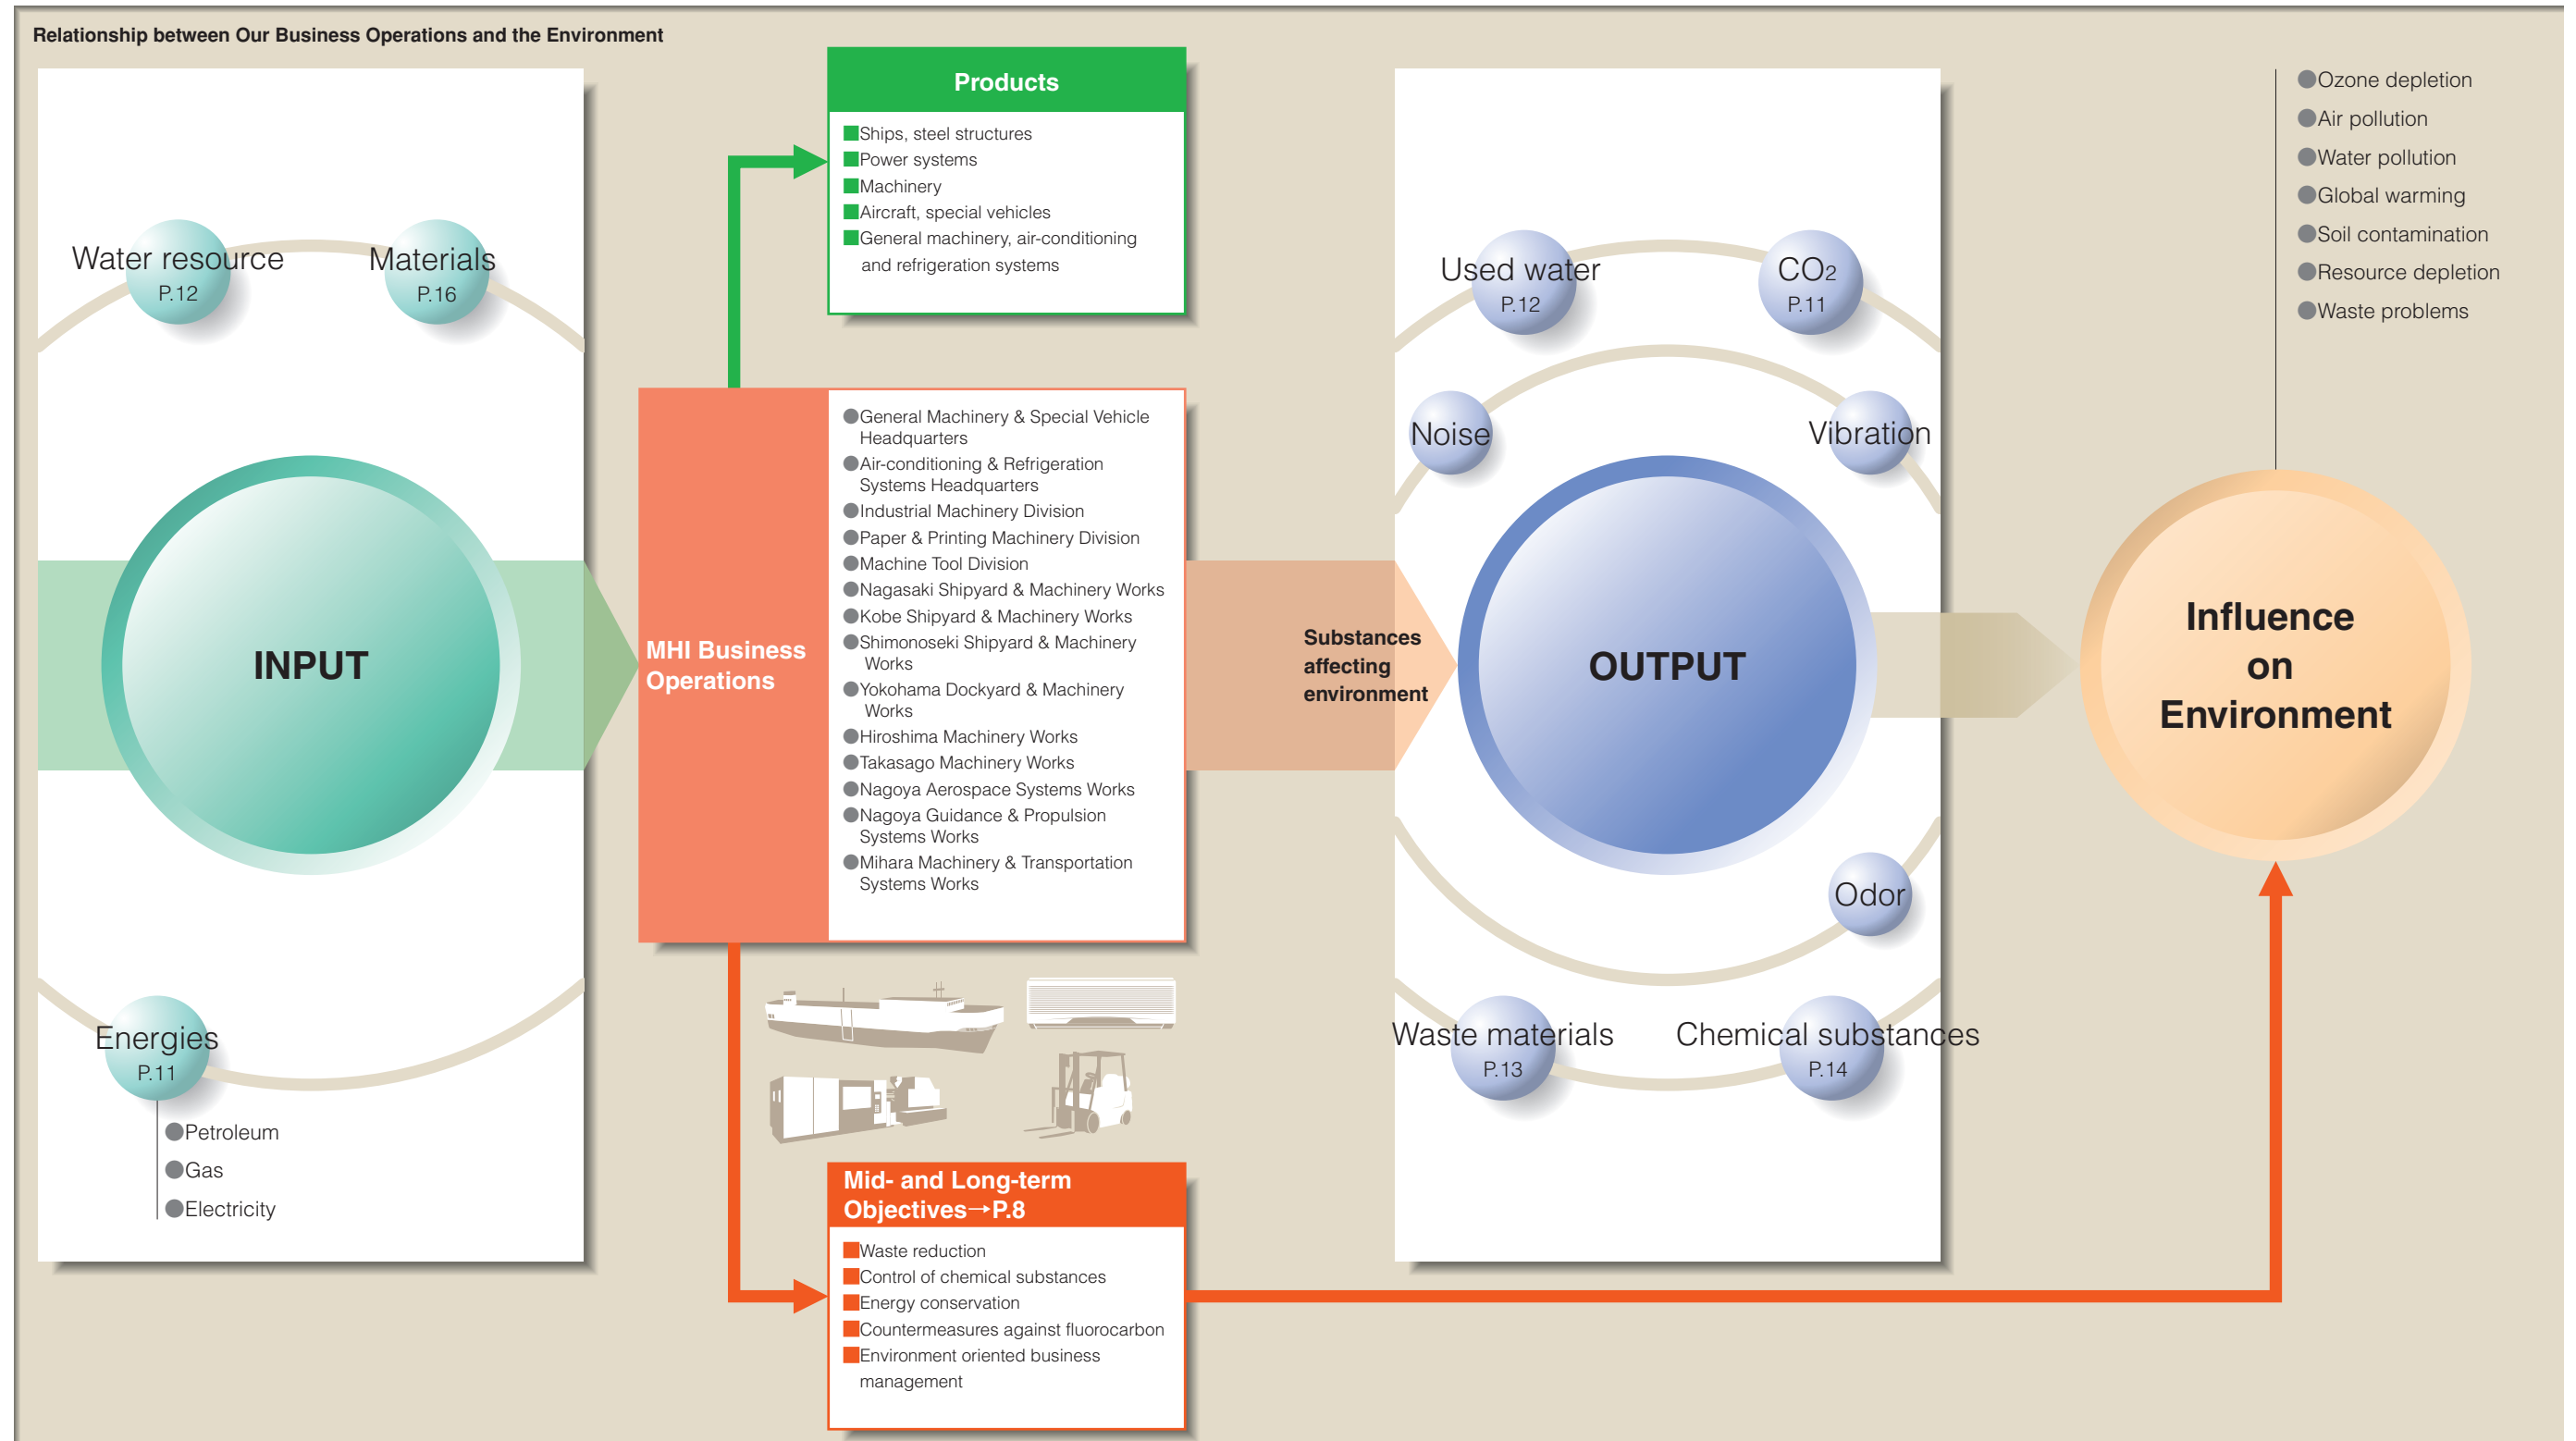 Relationship between Our Business Operations and the Environment
Water resource
P.12
Materials
P.16
INPUT
Energies
P.11
●Petroleum
●Gas
●Electricity
Products
■Ships, steel structures
■Power systems
■Machinery
■Aircraft, special vehicles
■General machinery, air-conditioning
and refrigeration systems
MHI Business
Operations
●General Machinery & Special Vehicle
Headquarters
●Air-conditioning & Refrigeration
Systems Headquarters
●Industrial Machinery Division
●Paper & Printing Machinery Division
●Machine Tool Division
●Nagasaki Shipyard & Machinery Works
●Kobe Shipyard & Machinery Works
●Shimonoseki Shipyard & Machinery
Works
●Yokohama Dockyard & Machinery
Works
●Hiroshima Machinery Works
●Takasago Machinery Works
●Nagoya Aerospace Systems Works
●Nagoya Guidance & Propulsion
Systems Works
●Mihara Machinery & Transportation
Systems Works
Mid- and Long-term
Objectives→P.8
■Waste reduction
■Control of chemical substances
■Energy conservation
■Countermeasures against fluorocarbon
■Environment oriented business
management
Substances
affecting
environment
Used water
P.12
CO2
P.11
Noise
Vibration
OUTPUT
Odor
Waste materials
P.13
Chemical substances
P.14
●Ozone depletion
●Air pollution
●Water pollution
●Global warming
●Soil contamination
●Resource depletion
●Waste problems
Influence
on
Environment